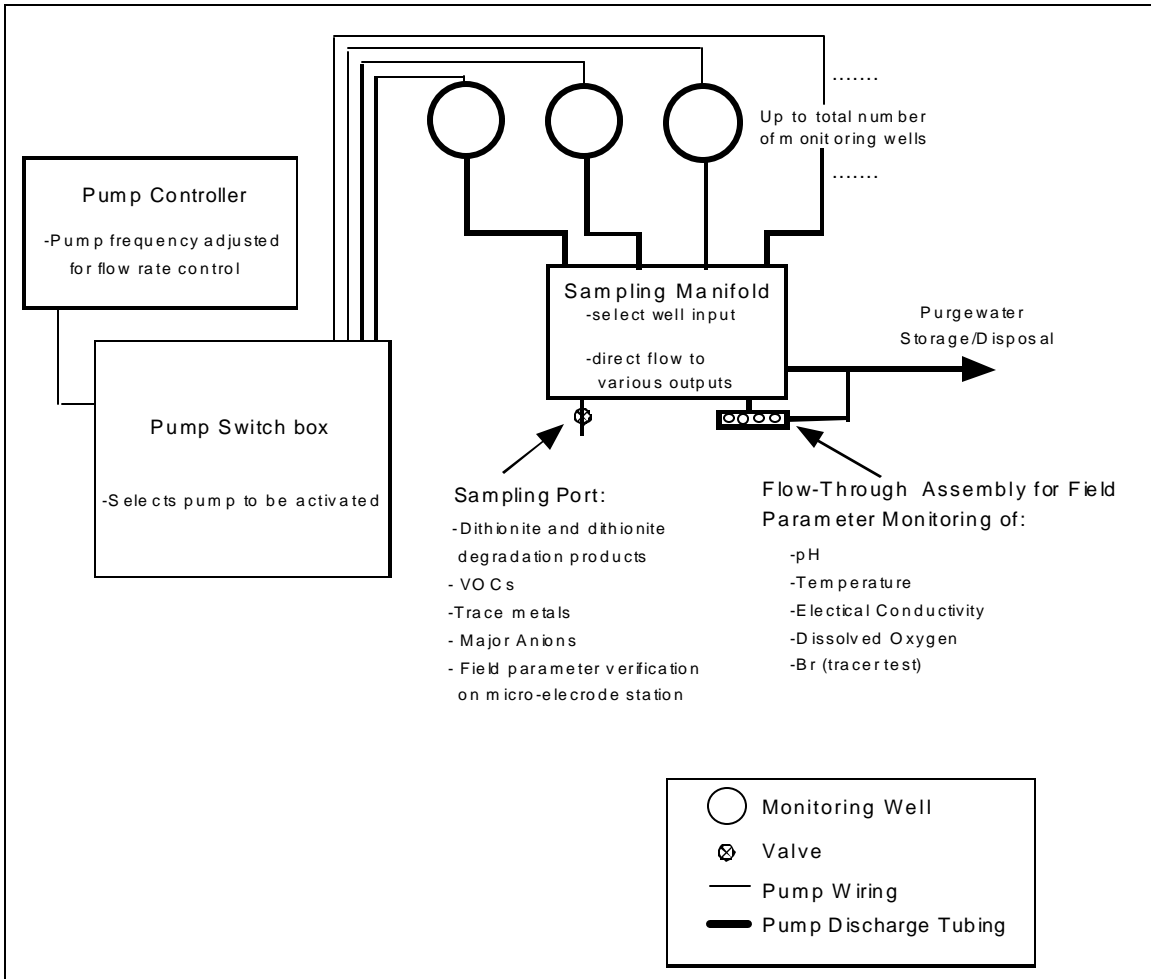 .......
Up to total number
of monitoring wells
.......
Pump Controller
-Pump frequency adjusted
for flow rate control
Sampling Manifold
-select well input
-direct flow to
various outputs
Purgewater
Storage/Disposal
Pump Switch box
-Selects pump to be activated
Sampling Port:
-Dithionite and dithionite
degradation products
- VOCs
-Trace metals
- Major Anions
- Field parameter verification
on micro-elecrode station
Flow-Through Assembly for Field
Parameter Monitoring of:
-pH
-Temperature
-Electical Conductivity
-Dissolved Oxygen
-Br (tracer test)
Monitoring Well
Valve
Pump Wiring
Pump Discharge Tubing